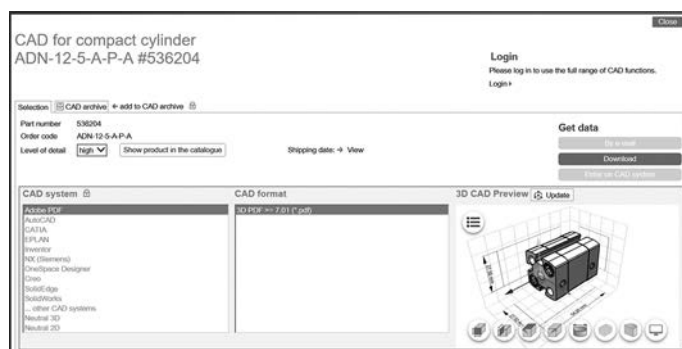 Close
CAD for compact cylinder
ADN-12-5-A-P-A #536204
Login
Please log in to use the full range of CAD functions.
Login
Selection CAD archive ← add to CAD archive
Part number 536204
Order code ADN-12-5-A-P-A
Level of detail high Show product in the catalogue Shipping date: → View
Get data
By e-mail
Download
Enter on CAD archive
CAD system
Adobe PDF
AutoCAD
CATIA
EPLAN
Inventor
NX (Siemens)
OneSpace Designer
Creo
SolidEdge
SolidWorks
... other CAD systems
Neutral 3D
Neutral 2D
CAD format
3D PDF >= 7.01 (*.pdf)
3D CAD Preview Update